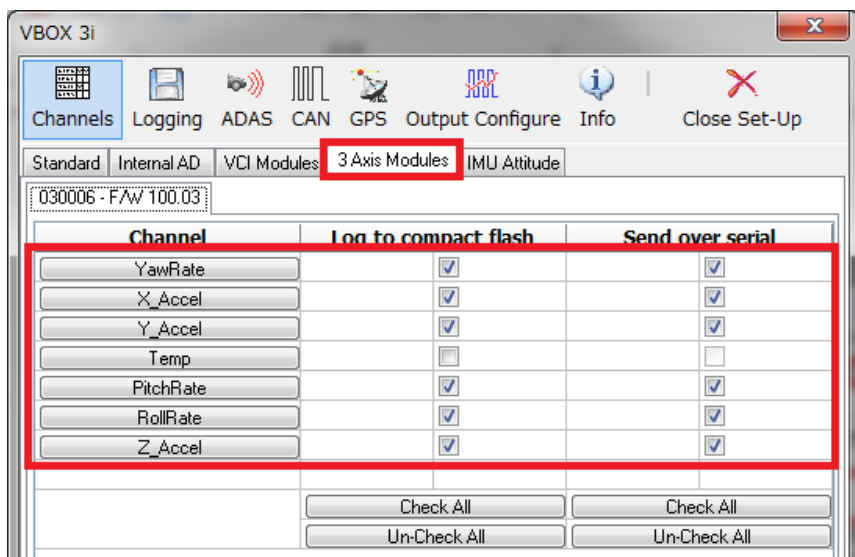 VBOX 3i
Channels Logging ADAS CAN GPS Output Configure Info Close Set-Up
Standard Internal AD VCI Modules 3 Axis Modules IMU Attitude
030006 - F/W 100.03
Channel Log to compact flash Send over serial
YawRate
X_Accel
Y_Accel
Temp
PitchRate
RollRate
Z_Accel
Check All Check All
Un-Check All Un-Check All